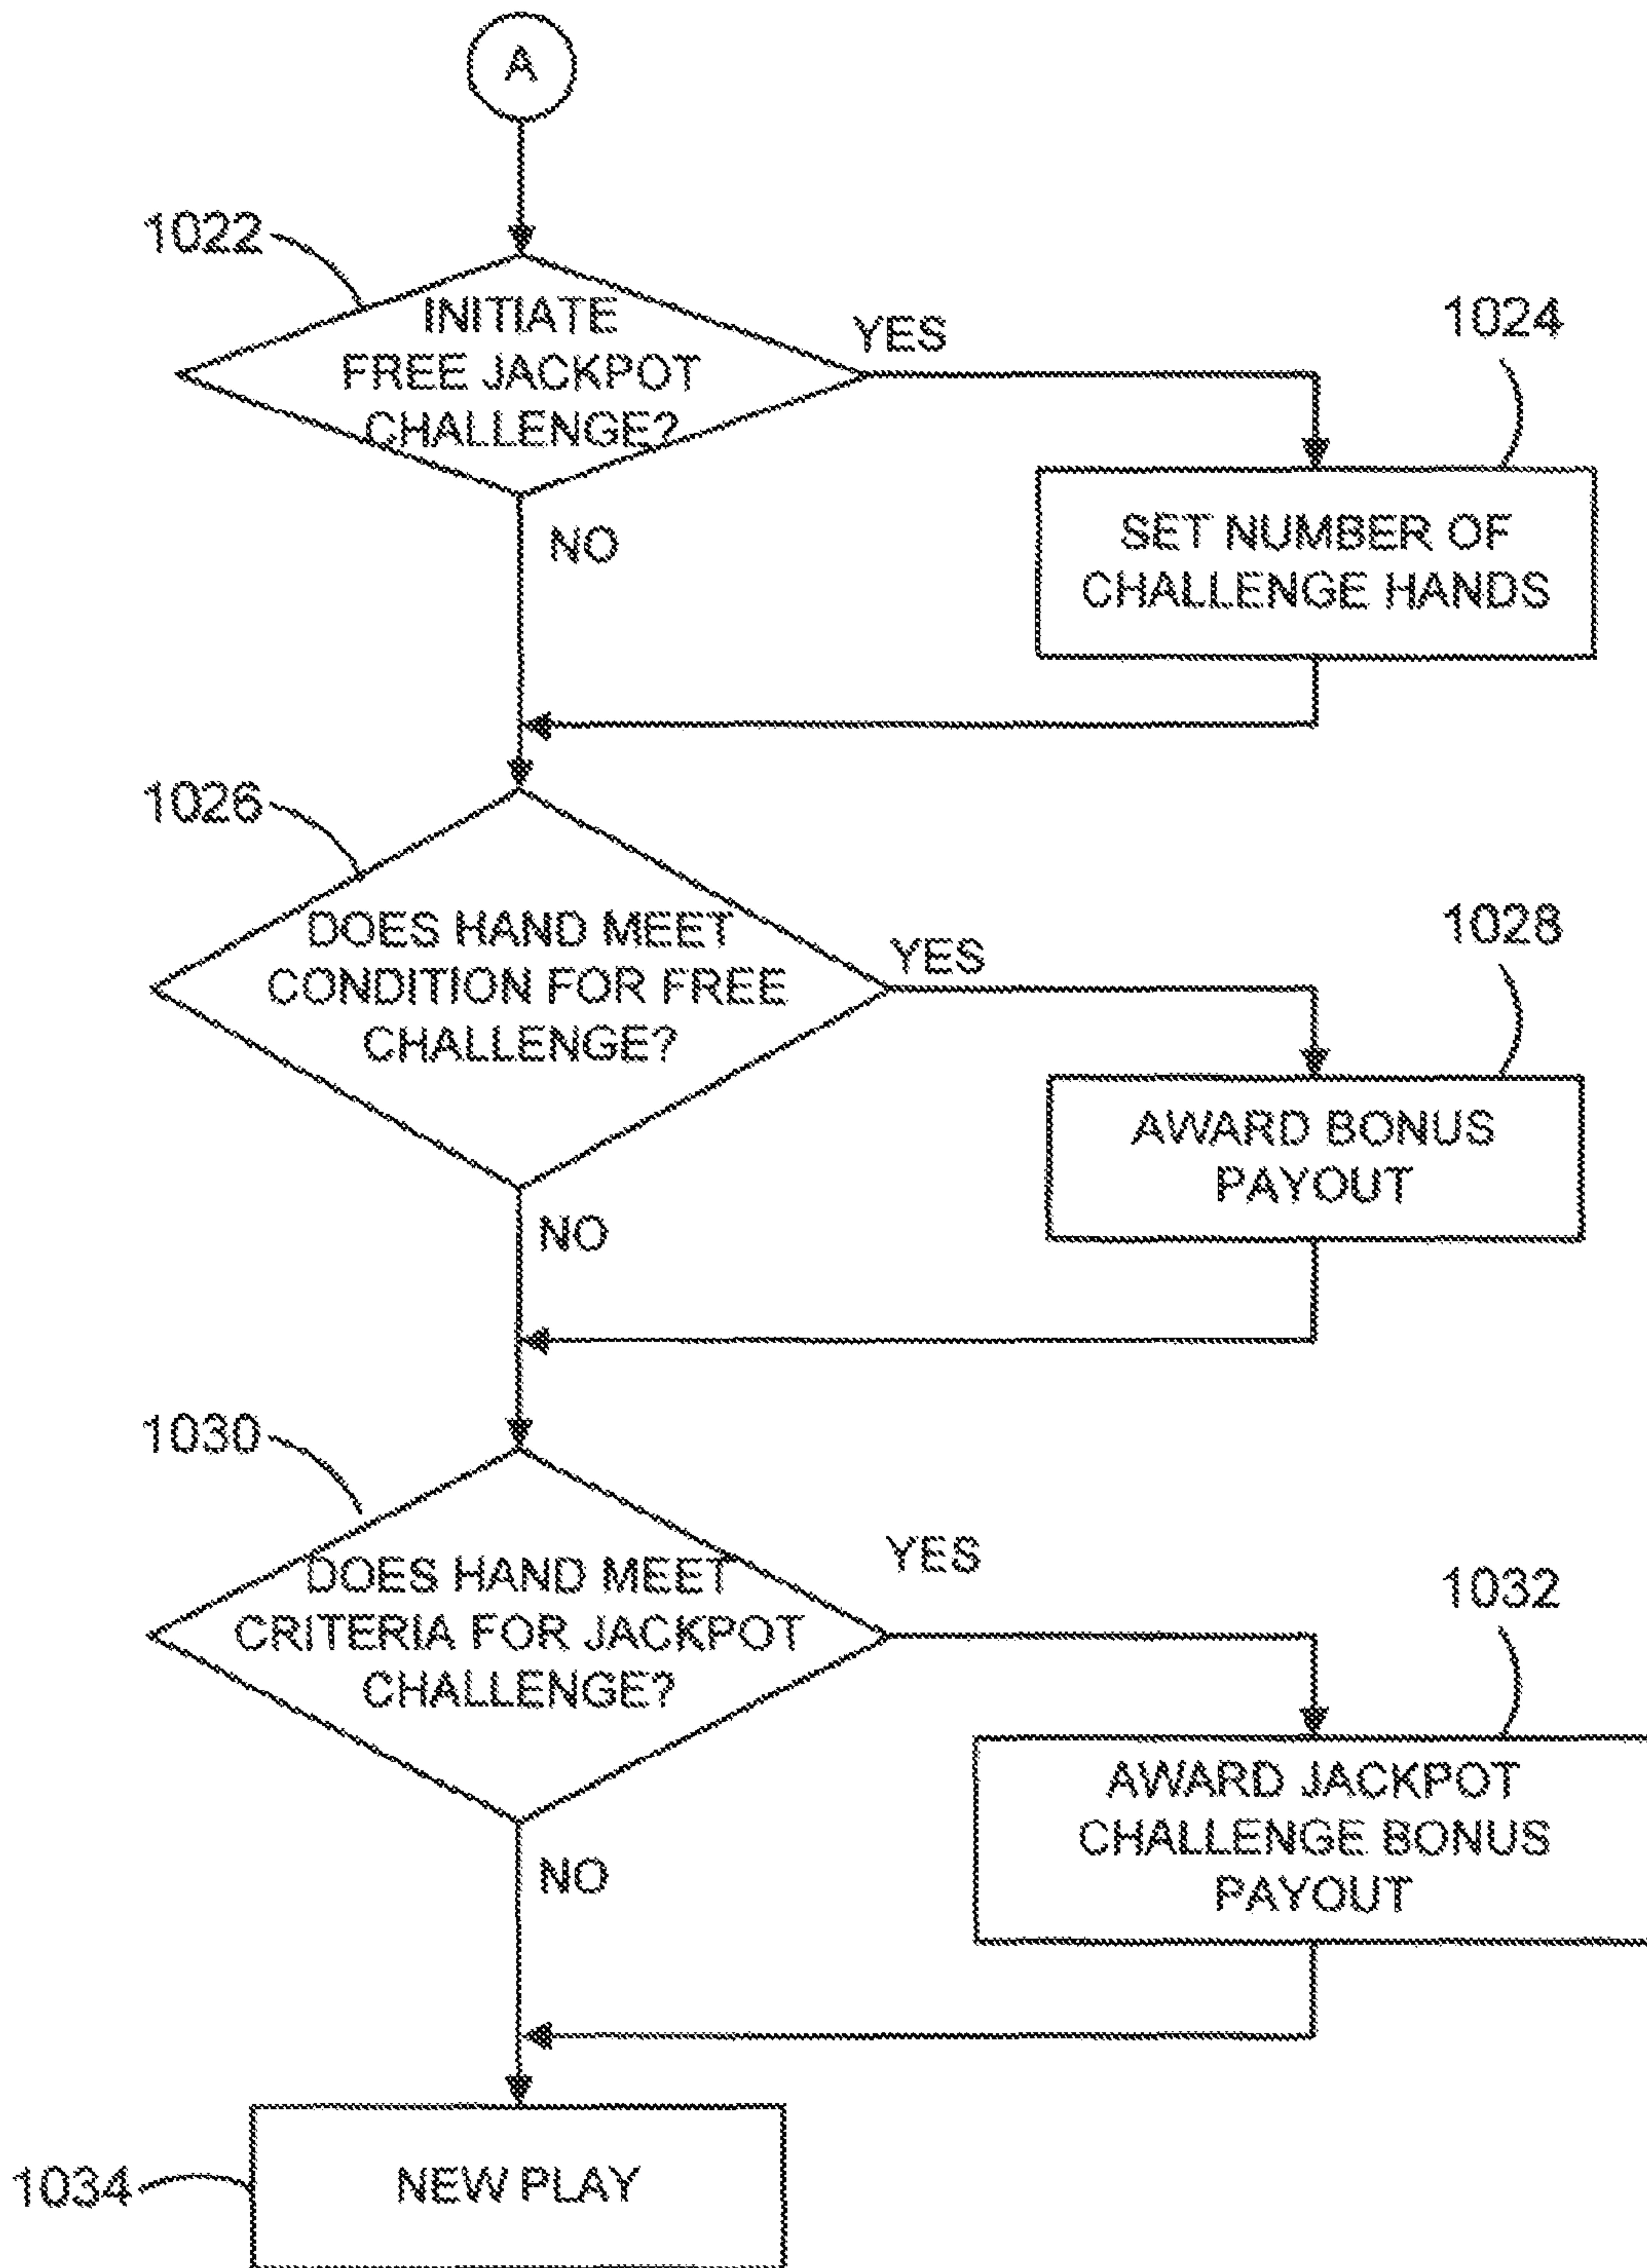 A
1022
INITIATE
FREE JACKPOT
CHALLENGE?
YES
NO
1024
SET NUMBER OF
CHALLENGE HANDS
1026
DOES HAND MEET
CONDITION FOR FREE
CHALLENGE?
YES
NO
1028
AWARD BONUS
PAYOUT
1030
DOES HAND MEET
CRITERIA FOR JACKPOT
CHALLENGE?
YES
NO
1032
AWARD JACKPOT
CHALLENGE BONUS
PAYOUT
1034
NEW PLAY